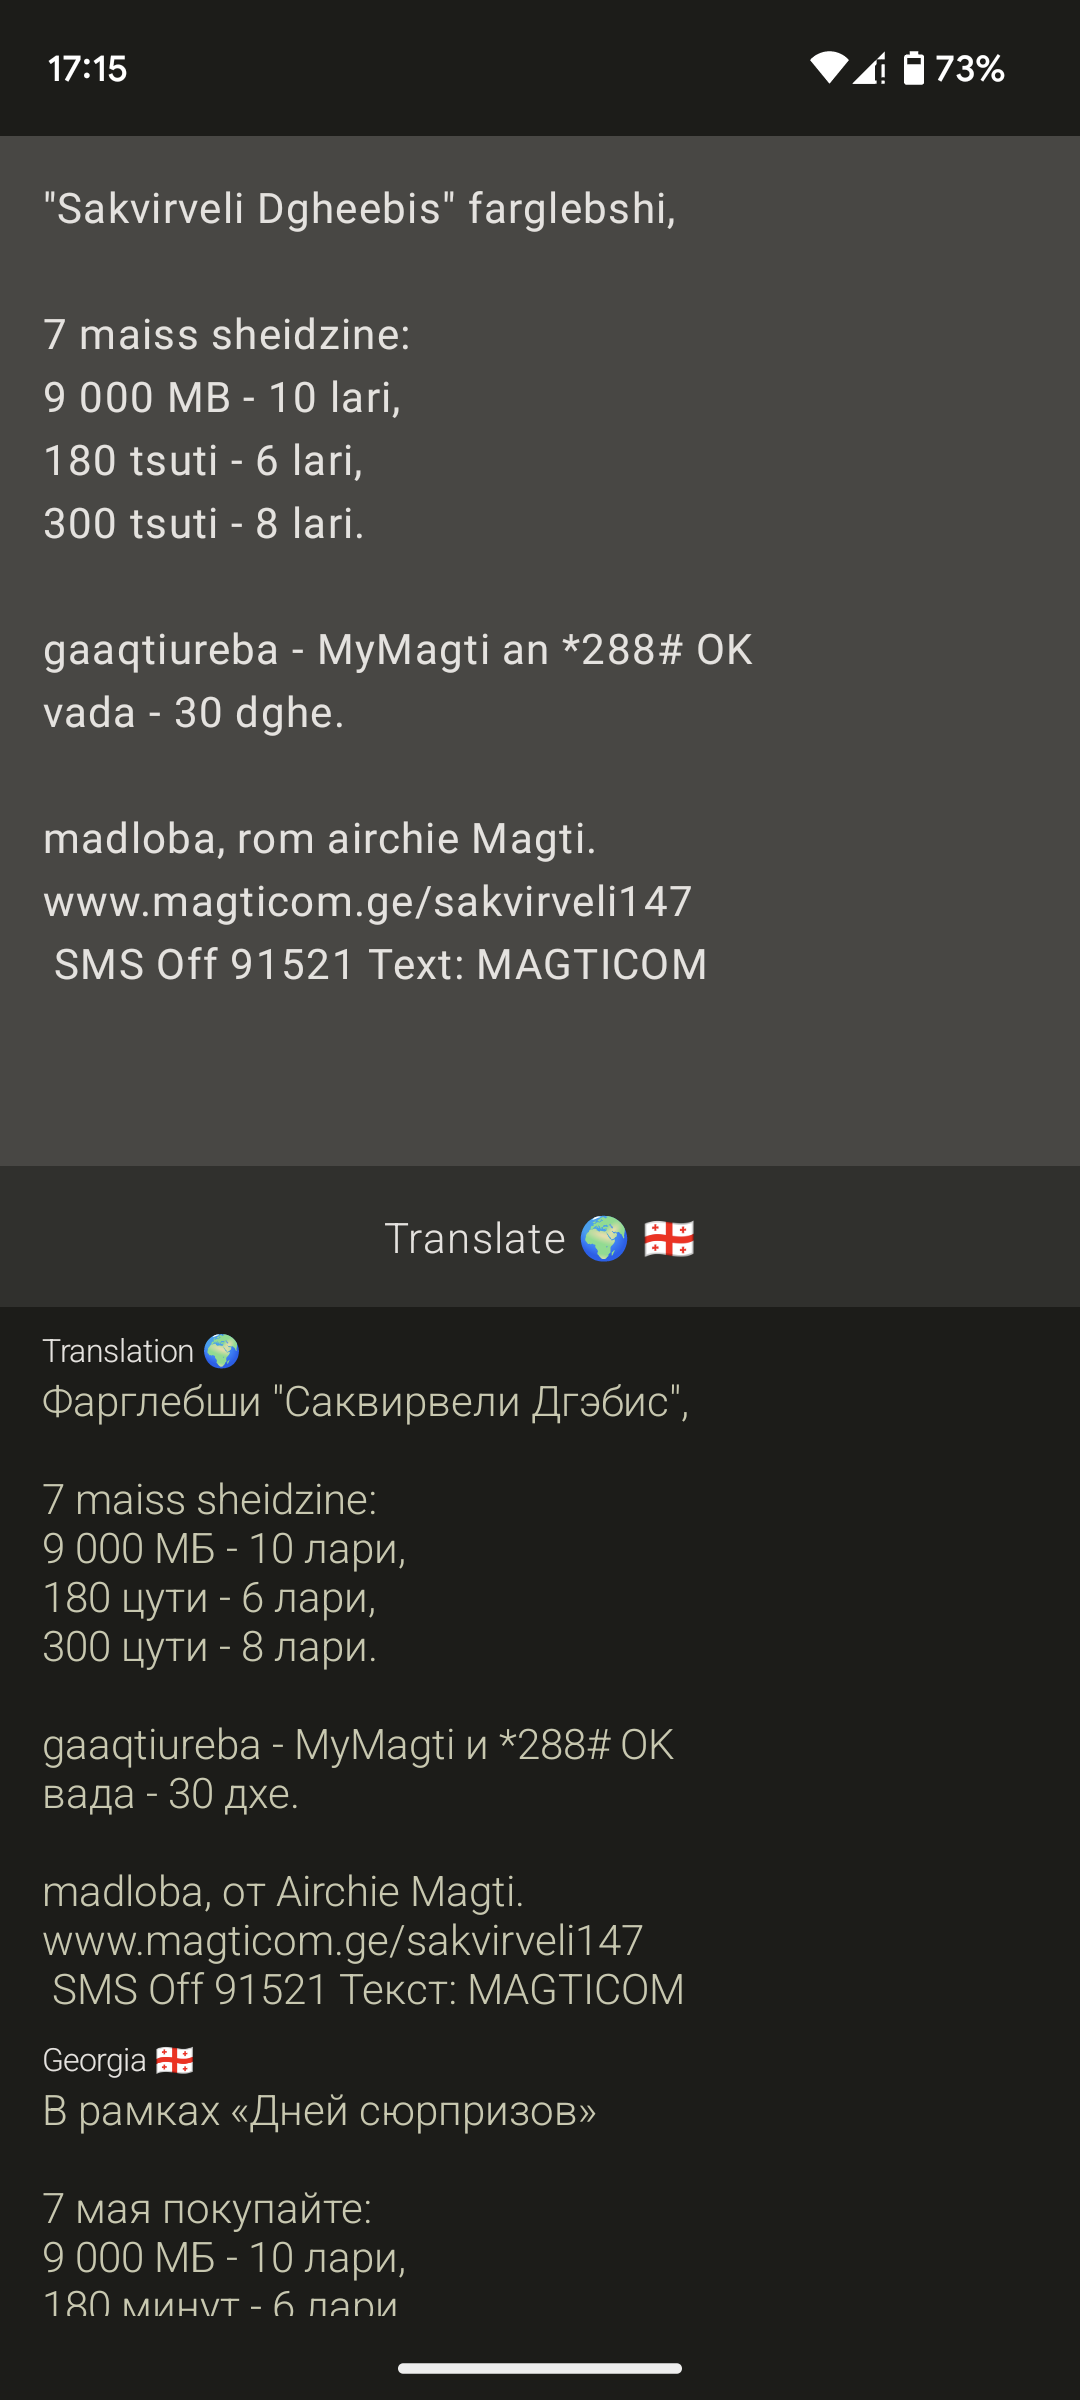 17:15
73%
"Sakvirveli Dgheebis" farglebshi,
7 maiss sheidzine:
9 000 MB - 10 lari,
180 tsuti - 6 lari,
300 tsuti - 8 lari.
gaaqtiureba - MyMagti an *288# OK
vada - 30 dghe.
madloba, rom airchie Magti.
www.magticom.ge/sakvirveli147
SMS Off 91521 Text: MAGTICOM
Translate 🌍 🇬🇪
Translation 🌍
Фарглебши "Саквирвели Дгэбис",
7 maiss sheidzine:
9 000 МБ - 10 лари,
180 цути - 6 лари,
300 цути - 8 лари.
gaaqtiureba - MyMagti и *288# OK
вада - 30 дхе.
madloba, от Airchie Magti.
www.magticom.ge/sakvirveli147
SMS Off 91521 Текст: MAGTICOM
Georgia 🇬🇪
В рамках «Дней сюрпризов»
7 мая покупайте:
9 000 МБ - 10 лари,
180 минут - 6 лари